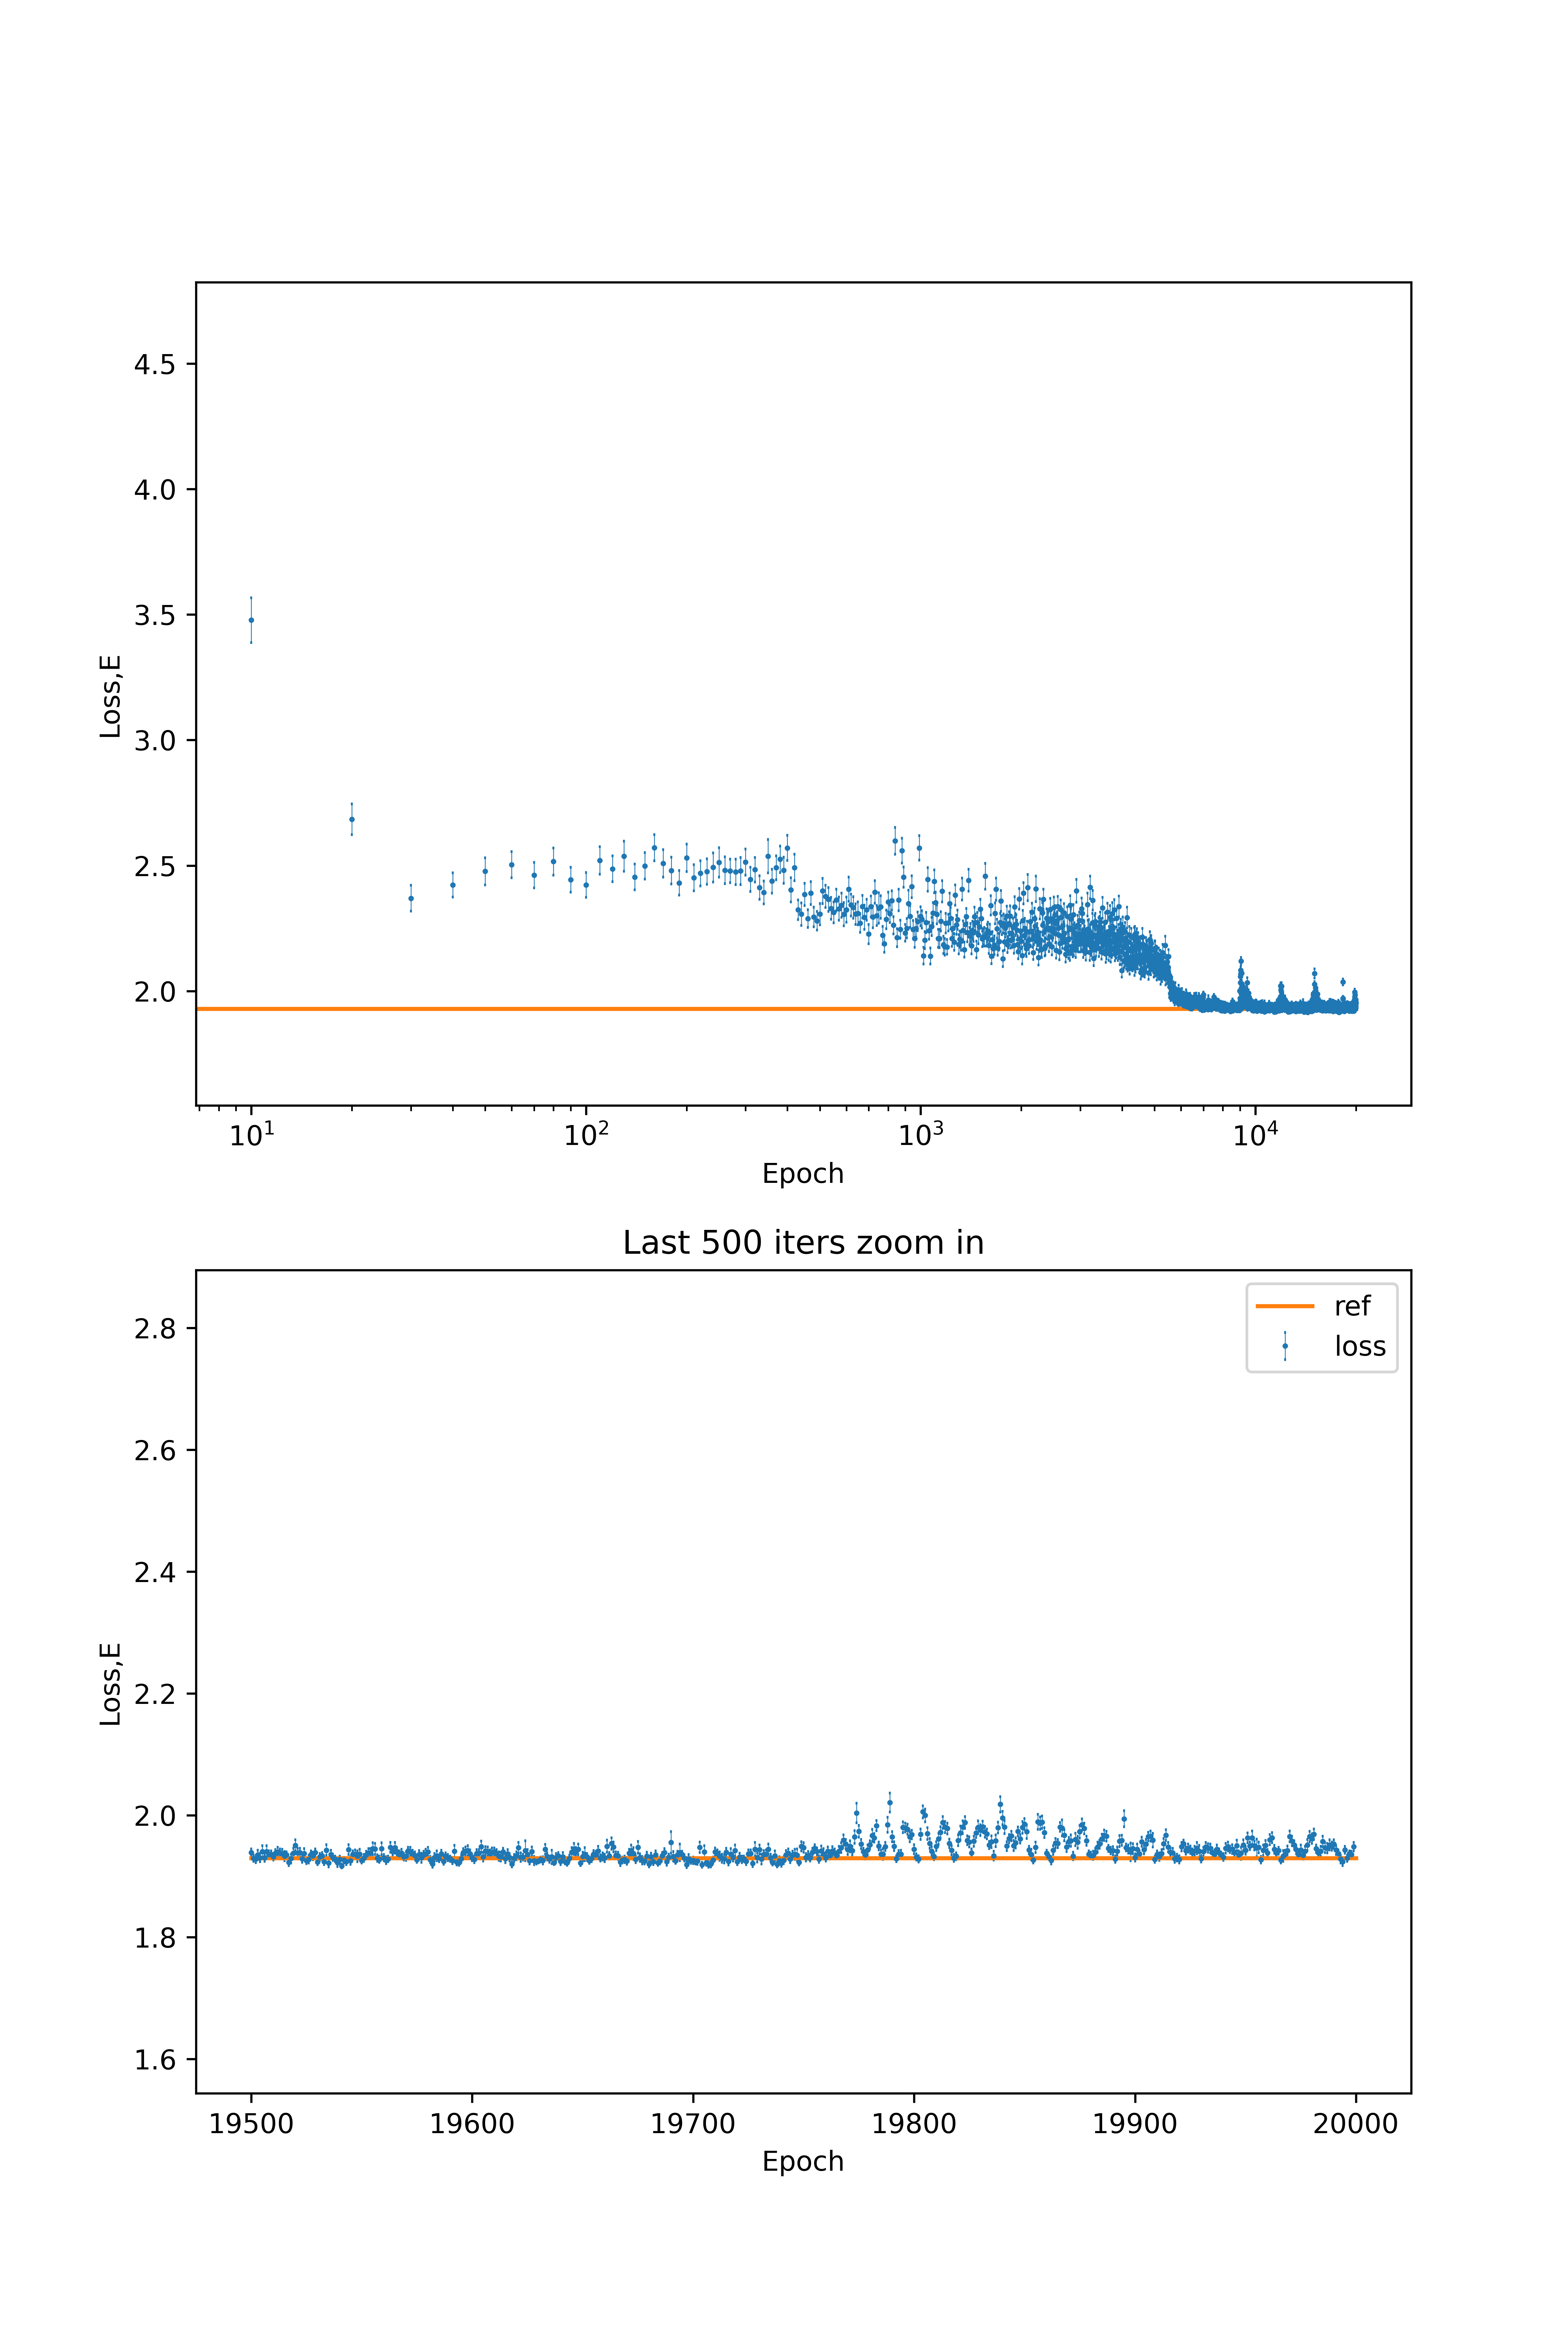 4.5
4.0
3.5
3.0
2.5
2.0
Loss,E
10¹ 10² 10³ 10⁴
Epoch
Last 500 iters zoom in
ref
loss
2.8
2.6
2.4
2.2
2.0
1.8
1.6
Loss,E
19500 19600 19700 19800 19900 20000
Epoch